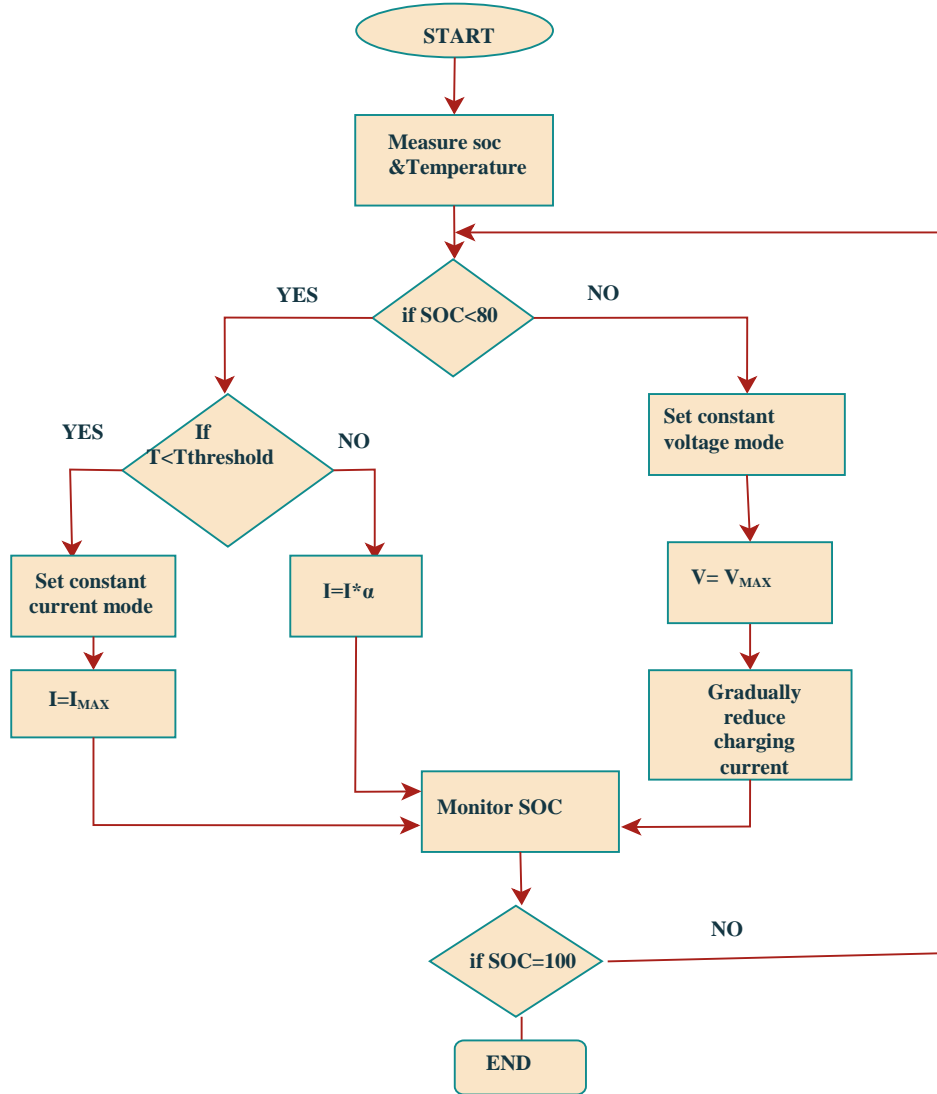 START
Measure soc
&Temperature
YES
NO
if SOC<80
YES
If
T<Tthreshold
NO
Set constant
voltage mode
Set constant
current mode
I=I*α
V= VMAX
I=IMAX
Gradually
reduce
charging
current
Monitor SOC
NO
if SOC=100
END